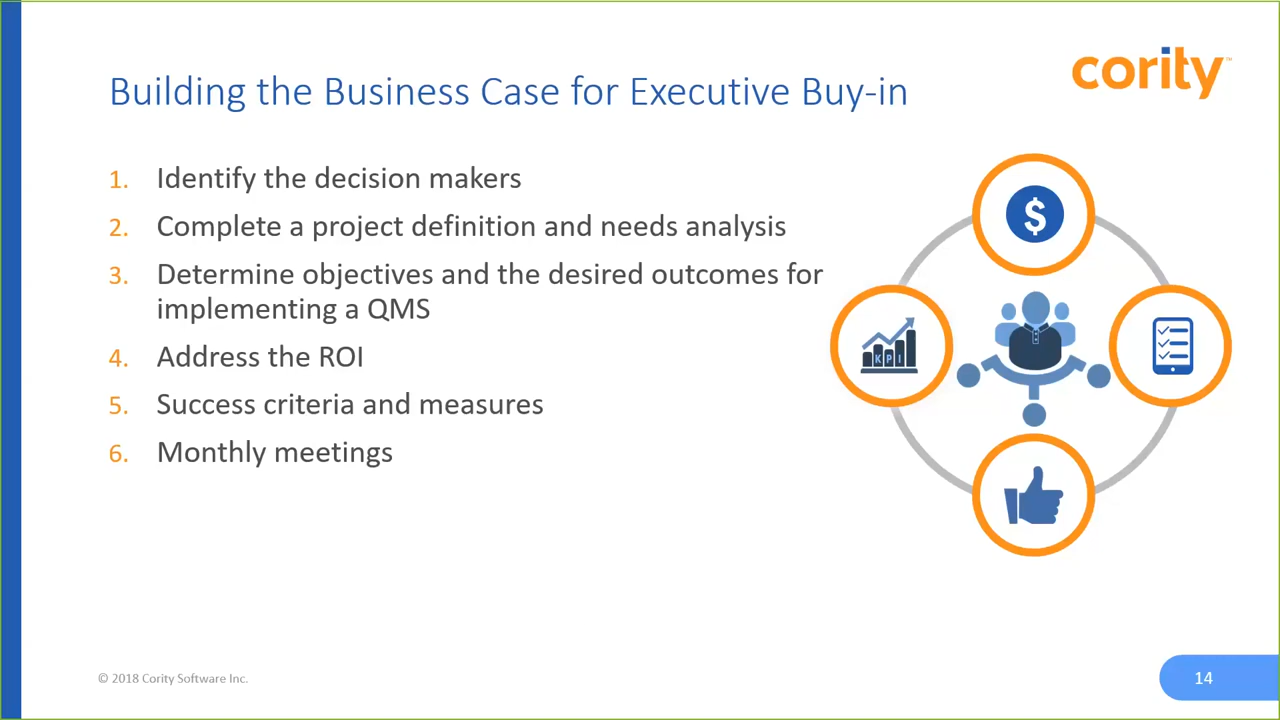 cority™
Building the Business Case for Executive Buy-in
1. Identify the decision makers
2. Complete a project definition and needs analysis
3. Determine objectives and the desired outcomes for
implementing a QMS
4. Address the ROI
5. Success criteria and measures
6. Monthly meetings
$
KPI
© 2018 Cority Software Inc.
14